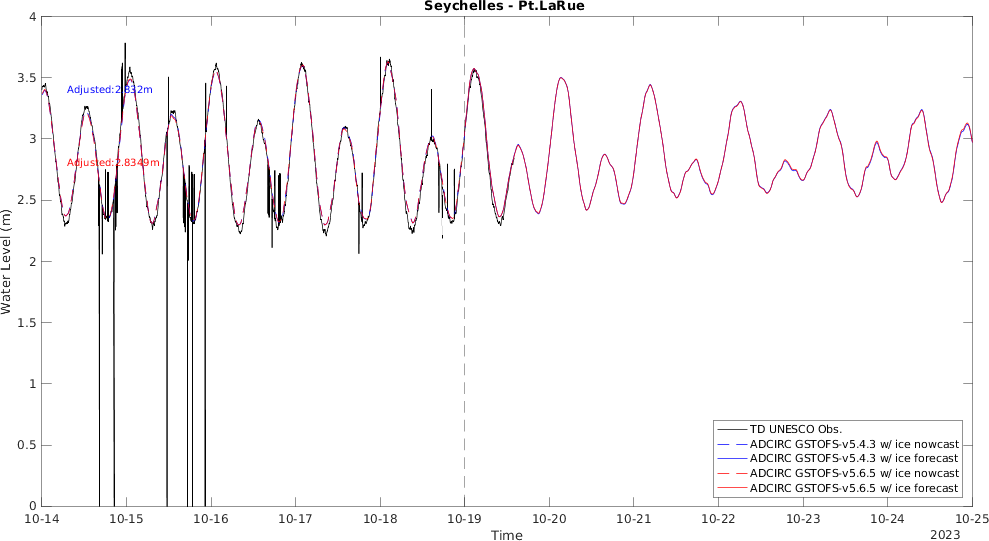 Seychelles - Pt.LaRue
4
3.5
3
2.5
2
1.5
1
0.5
0
Water Level (m)
Adjusted:2.832m
Adjusted:2.8349m
TD UNESCO Obs.
ADCIRC GSTOFS-v5.4.3 w/ ice nowcast
ADCIRC GSTOFS-v5.4.3 w/ ice forecast
ADCIRC GSTOFS-v5.6.5 w/ ice nowcast
ADCIRC GSTOFS-v5.6.5 w/ ice forecast
10-14 10-15 10-16 10-17 10-18 10-19 10-20 10-21 10-22 10-23 10-24 10-25
Time
2023